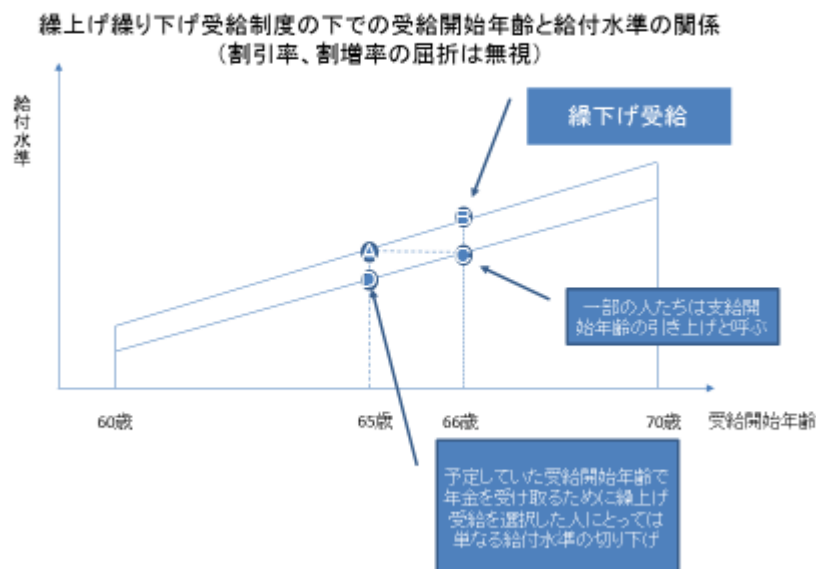 繰上げ繰り下げ受給制度の下での受給開始年齢と給付水準の関係
（割引率、割増率の屈折は無視）
給付水準
繰下げ受給
B
A
C
D
一部の人たちは支給開
始年齢の引き上げと呼ぶ
60歳
65歳
66歳
70歳
受給開始年齢
予定していた受給開始年齢で
年金を受け取るために繰上げ
受給を選択した人にとっては
単なる給付水準の切り下げ